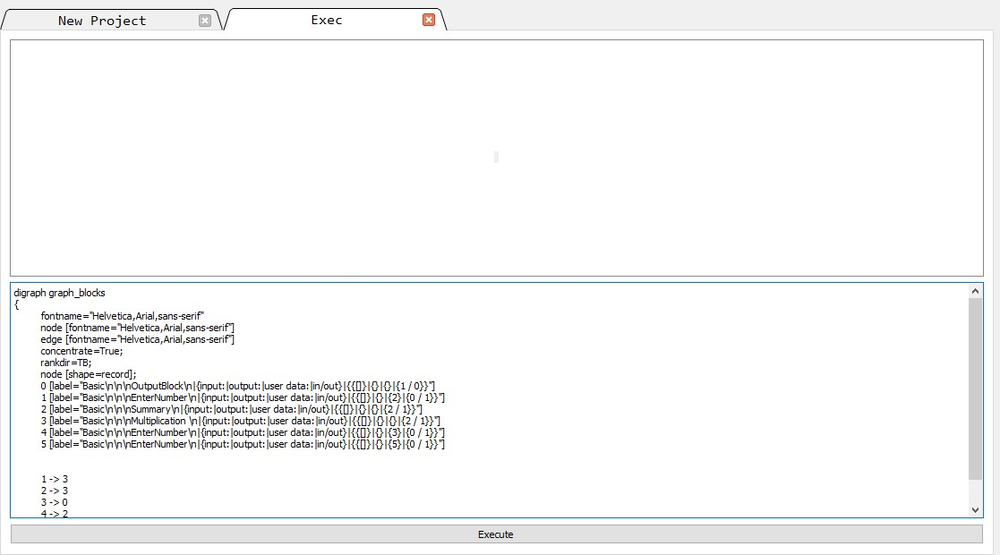 New Project
Exec
digraph graph_blocks
{
fontname="Helvetica,Arial,sans-serif"
node [fontname="Helvetica,Arial,sans-serif"]
edge [fontname="Helvetica,Arial,sans-serif"]
concentrate=True;
rankdir=TB;
node [shape=record];
0 [label="Basic\n\n\nOutputBlock\n|{input:|output:|user data:|in/out}|{{[]}|{}|{}|{1 / 0}}"]
1 [label="Basic\n\n\nEnterNumber\n|{input:|output:|user data:|in/out}|{{[]}|{}|{2}|{0 / 1}}"]
2 [label="Basic\n\n\nSummary\n|{input:|output:|user data:|in/out}|{{[]}|{}|{}|{2 / 1}}"]
3 [label="Basic\n\n\nMultiplication \n|{input:|output:|user data:|in/out}|{{[]}|{}|{}|{2 / 1}}"]
4 [label="Basic\n\n\nEnterNumber\n|{input:|output:|user data:|in/out}|{{[]}|{}|{3}|{0 / 1}}"]
5 [label="Basic\n\n\nEnterNumber\n|{input:|output:|user data:|in/out}|{{[]}|{}|{5}|{0 / 1}}"]
1 -> 3
2 -> 3
3 -> 0
4 -> 2
Execute